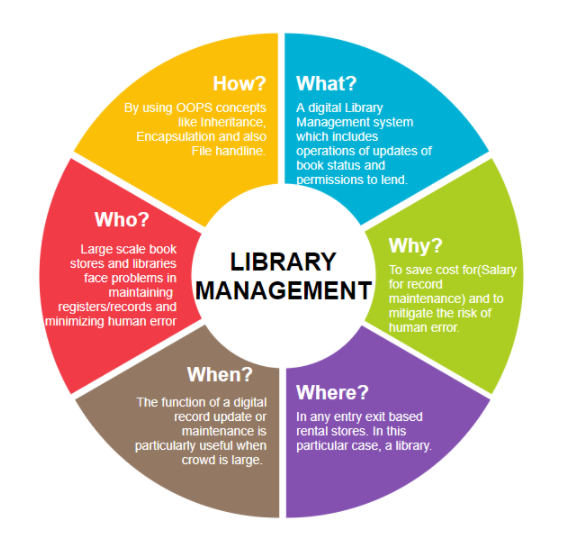 How?
By using OOPS concepts
like Inheritance,
Encapsulation and also
File handline.
What?
A digital Library
Management system
which includes
operations of updates of
book status and
permissions to lend.
Who?
Large scale book
stores and libraries
face problems in
maintaining
registers/records and
minimizing human error
LIBRARY
MANAGEMENT
Why?
To save cost for(Salary
for record
maintenance) and to
mitigate the risk of
human error.
When?
The function of a digital
record update or
maintenance is
particularly useful when
crowd is large.
Where?
In any entry exit based
rental stores. In this
particular case, a library.